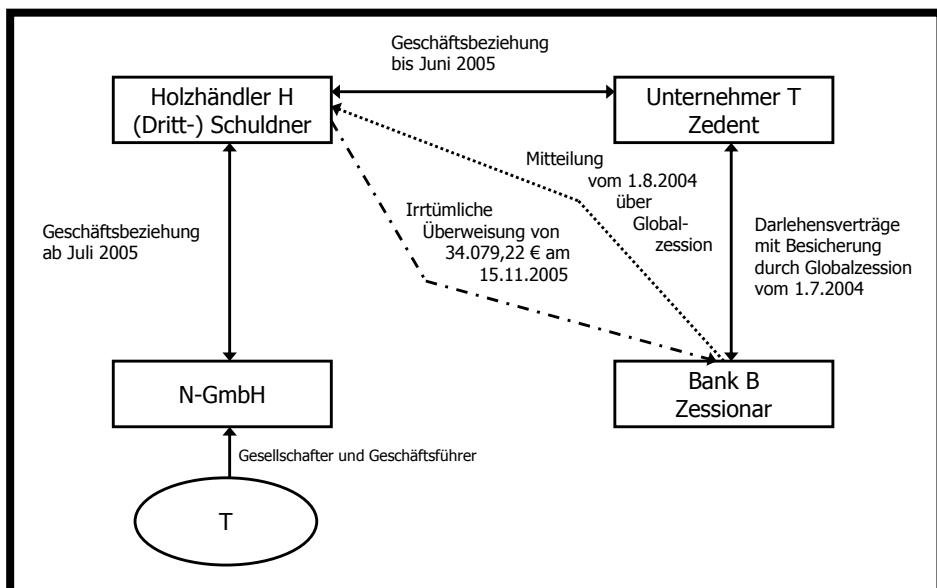 Geschäftsbeziehung
bis Juni 2005
Holzhändler H
(Dritt-) Schuldner
Unternehmer T
Zedent
Mitteilung
vom 1.8.2004
über
Global-
zession
Irrtümliche
Überweisung von
34.079,22 € am
15.11.2005
Geschäftsbeziehung
ab Juli 2005
Darlehensverträge
mit Besicherung
durch Globalzession
vom 1.7.2004
N-GmbH
Bank B
Zessionar
Gesellschafter und Geschäftsführer
T